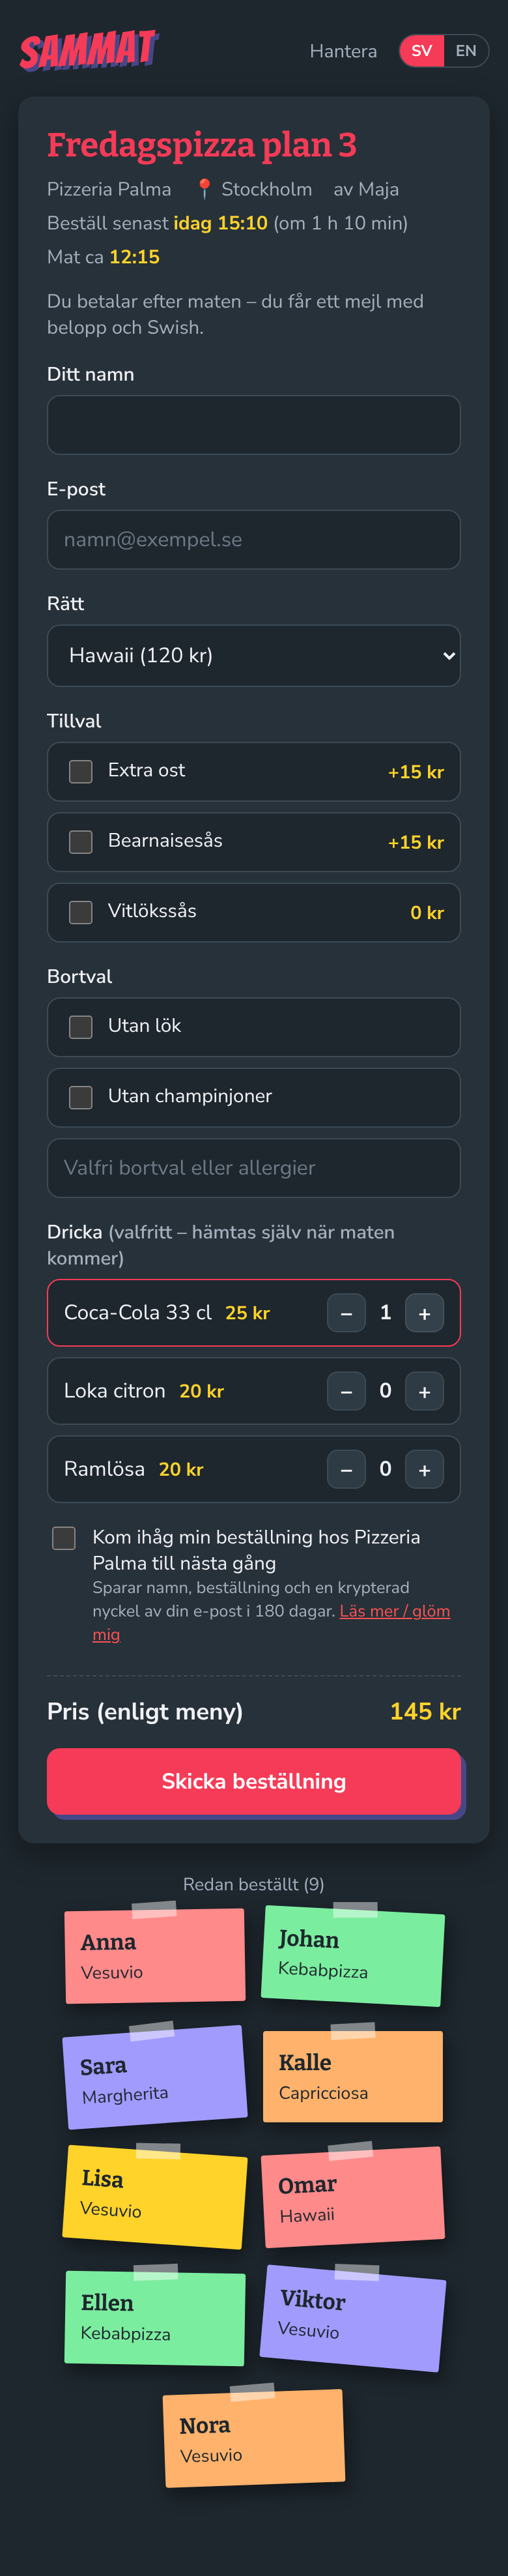 SAMMAT
Hantera
SV
EN
Fredagspizza plan 3
Pizzeria Palma 📍 Stockholm av Maja
Beställ senast idag 15:10 (om 1 h 10 min)
Mat ca 12:15
Du betalar efter maten – du får ett mejl med
belopp och Swish.
Ditt namn
E-post
namn@exempel.se
Rätt
Hawaii (120 kr)
Tillval
Extra ost +15 kr
Bearnaisesås +15 kr
Vitlökssås 0 kr
Bortval
Utan lök
Utan champinjoner
Valfri bortval eller allergier
Dricka (valfritt – hämtas själv när maten
kommer)
Coca-Cola 33 cl 25 kr − 1 +
Loka citron 20 kr − 0 +
Ramlösa 20 kr − 0 +
Kom ihåg min beställning hos Pizzeria
Palma till nästa gång
Sparar namn, beställning och en krypterad
nyckel av din e-post i 180 dagar. Läs mer / glöm
mig
Pris (enligt meny) 145 kr
Skicka beställning
Redan beställt (9)
Anna
Vesuvio
Johan
Kebabpizza
Sara
Margherita
Kalle
Capricciosa
Lisa
Vesuvio
Omar
Hawaii
Ellen
Kebabpizza
Viktor
Vesuvio
Nora
Vesuvio